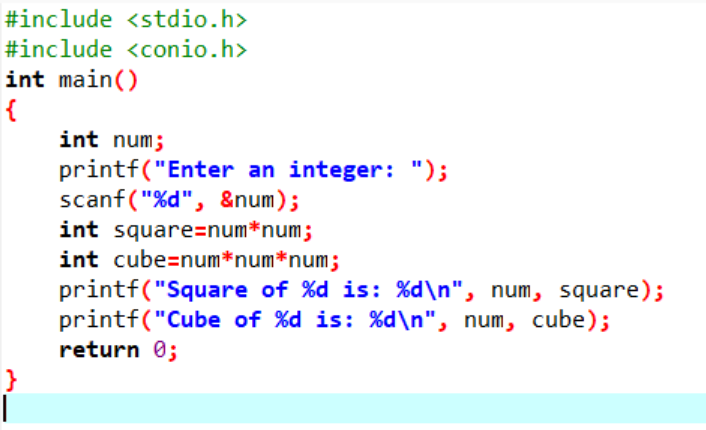 #include <stdio.h>
#include <conio.h>
int main()
{
    int num;
    printf("Enter an integer: ");
    scanf("%d", &num);
    int square=num*num;
    int cube=num*num*num;
    printf("Square of %d is: %d\n", num, square);
    printf("Cube of %d is: %d\n", num, cube);
    return 0;
}